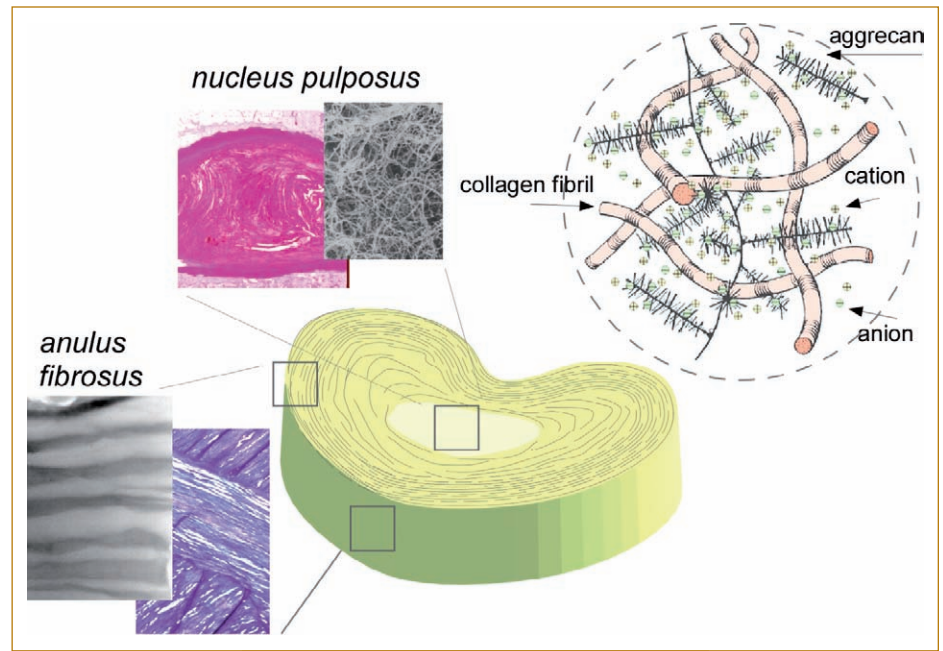 aggrecan
nucleus pulposus
collagen fibril
cation
anion
anulus
fibrosus